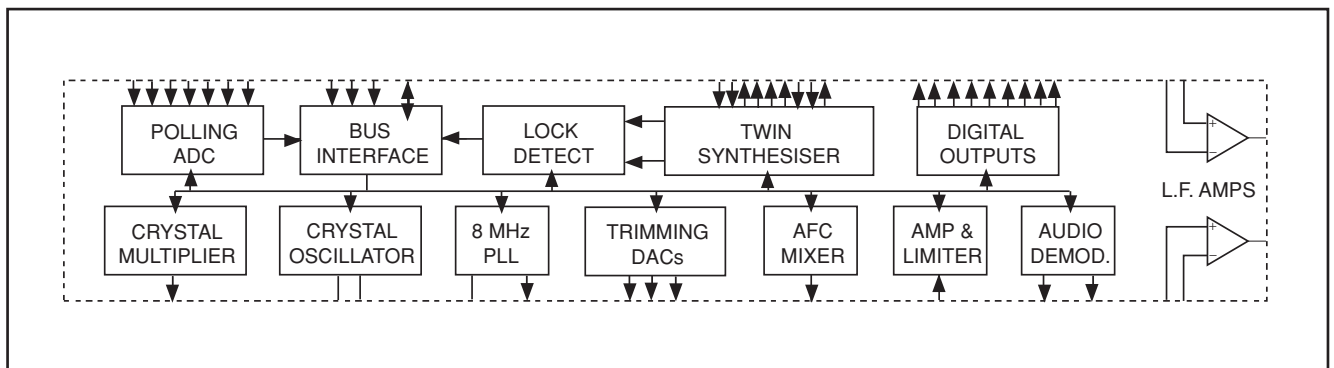 POLLING
ADC
BUS
INTERFACE
LOCK
DETECT
TWIN
SYNTHESISER
DIGITAL
OUTPUTS
+
−
L.F. AMPS
CRYSTAL
MULTIPLIER
CRYSTAL
OSCILLATOR
8 MHz
PLL
TRIMMING
DACs
AFC
MIXER
AMP &
LIMITER
AUDIO
DEMOD.
+
−